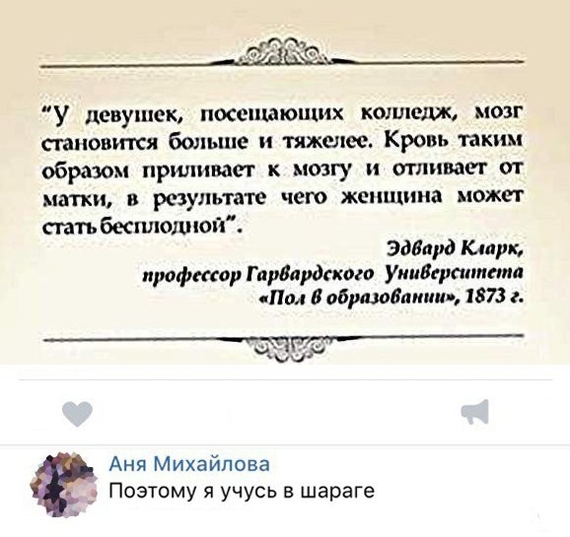 “У девушек, посещающих колледж, мозг
становится больше и тяжелее. Кровь таким
образом приливает к мозгу и отливает от
матки, в результате чего женщина может
стать бесплодной”.
Эдвард Кларк,
профессор Гарвардского Университета
«Пол в образовании», 1873 г.
Аня Михайлова
Поэтому я учусь в шараге